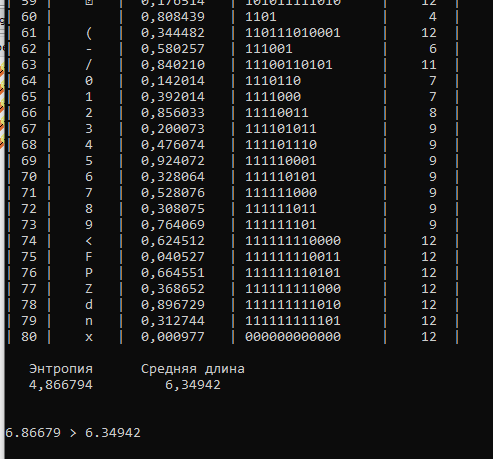 | 59 | | 0,176514 | 101011111010 | 12 |
| 60 | | 0,808439 | 1101 | 4 |
| 61 | ( | 0,344482 | 110111010001 | 12 |
| 62 | - | 0,580257 | 111001 | 6 |
| 63 | / | 0,840210 | 11100110101 | 11 |
| 64 | 0 | 0,142014 | 1110110 | 7 |
| 65 | 1 | 0,392014 | 1111000 | 7 |
| 66 | 2 | 0,856033 | 11110011 | 8 |
| 67 | 3 | 0,200073 | 111101011 | 9 |
| 68 | 4 | 0,476074 | 111101110 | 9 |
| 69 | 5 | 0,924072 | 111110001 | 9 |
| 70 | 6 | 0,328064 | 111110101 | 9 |
| 71 | 7 | 0,528076 | 111111000 | 9 |
| 72 | 8 | 0,308075 | 111111011 | 9 |
| 73 | 9 | 0,764069 | 111111101 | 9 |
| 74 | < | 0,624512 | 111111110000 | 12 |
| 75 | F | 0,040527 | 111111110011 | 12 |
| 76 | P | 0,664551 | 111111110101 | 12 |
| 77 | Z | 0,368652 | 111111111000 | 12 |
| 78 | d | 0,896729 | 111111111010 | 12 |
| 79 | n | 0,312744 | 111111111101 | 12 |
| 80 | x | 0,000977 | 000000000000 | 12 |
Энтропия Средняя длина
4,866794 6,34942
6.86679 > 6.34942